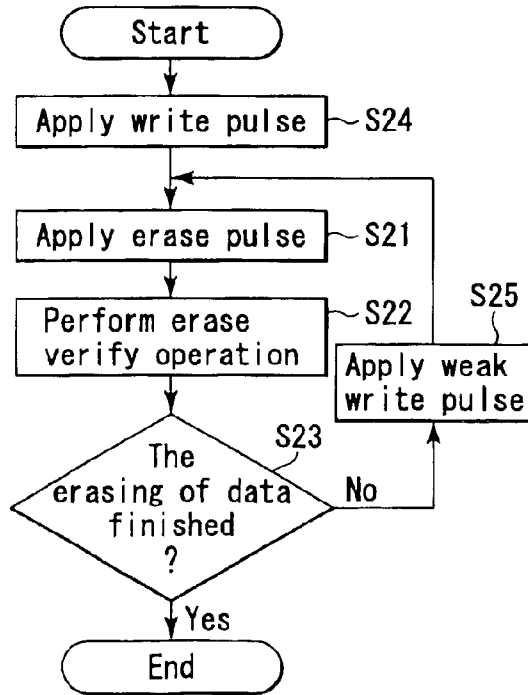 Start
Apply write pulse
S24
Apply erase pulse
S21
Perform erase
verify operation
S22
S25
Apply weak
write pulse
S23
The
erasing of data
finished
?
No
Yes
End